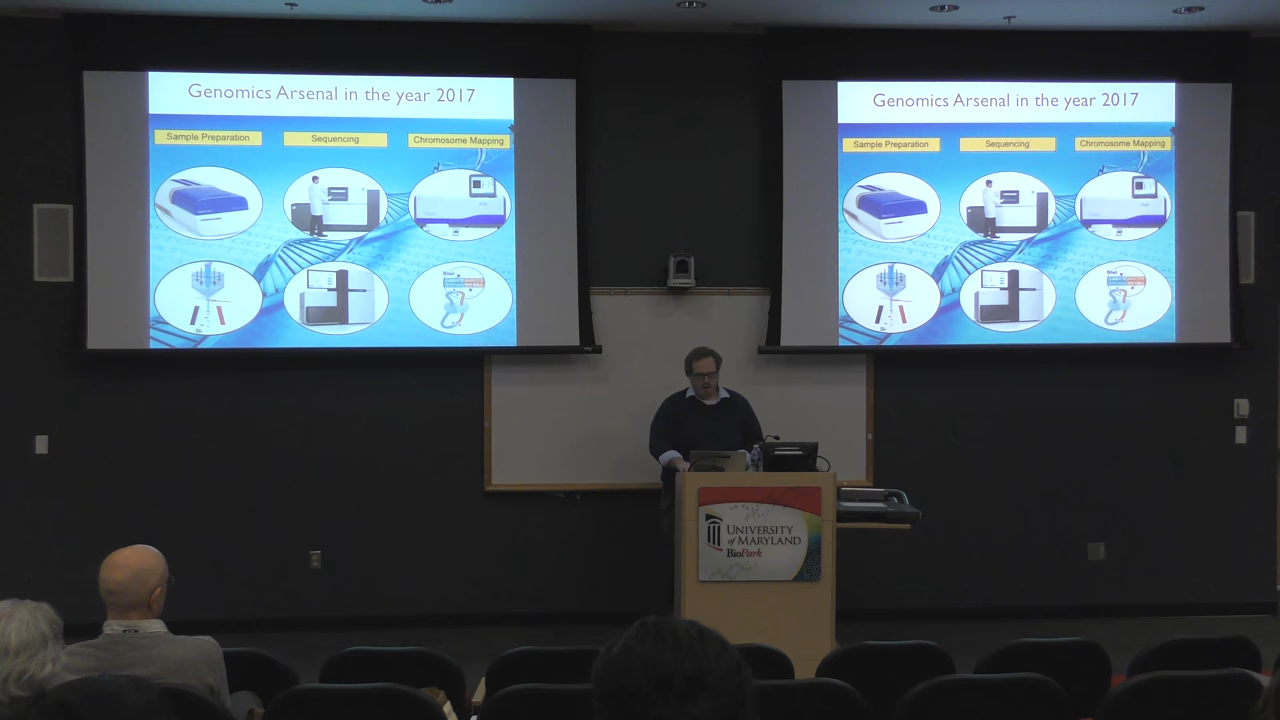 Genomics Arsenal in the year 2017
Sample Preparation
Sequencing
Chromosome Mapping
Genomics Arsenal in the year 2017
Sample Preparation
Sequencing
Chromosome Mapping
UNIVERSITY
of MARYLAND
BioPark